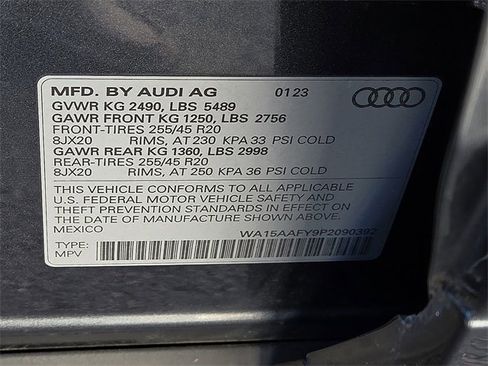 MFD. BY AUDI AG 0123
GVWR KG 2490, LBS 5489
GAWR FRONT KG 1250, LBS 2756
FRONT-TIRES 255/45 R20
8JX20 RIMS, AT 230 KPA 33 PSI COLD
GAWR REAR KG 1360, LBS 2998
REAR-TIRES 255/45 R20
8JX20 RIMS, AT 250 KPA 36 PSI COLD
THIS VEHICLE CONFORMS TO ALL APPLICABLE
U.S. FEDERAL MOTOR VEHICLE SAFETY AND
THEFT PREVENTION STANDARDS IN EFFECT ON
THE DATE OF MANUFACTURE SHOWN ABOVE.
MEXICO WA15AAFY9P2090392
TYPE:
MPV